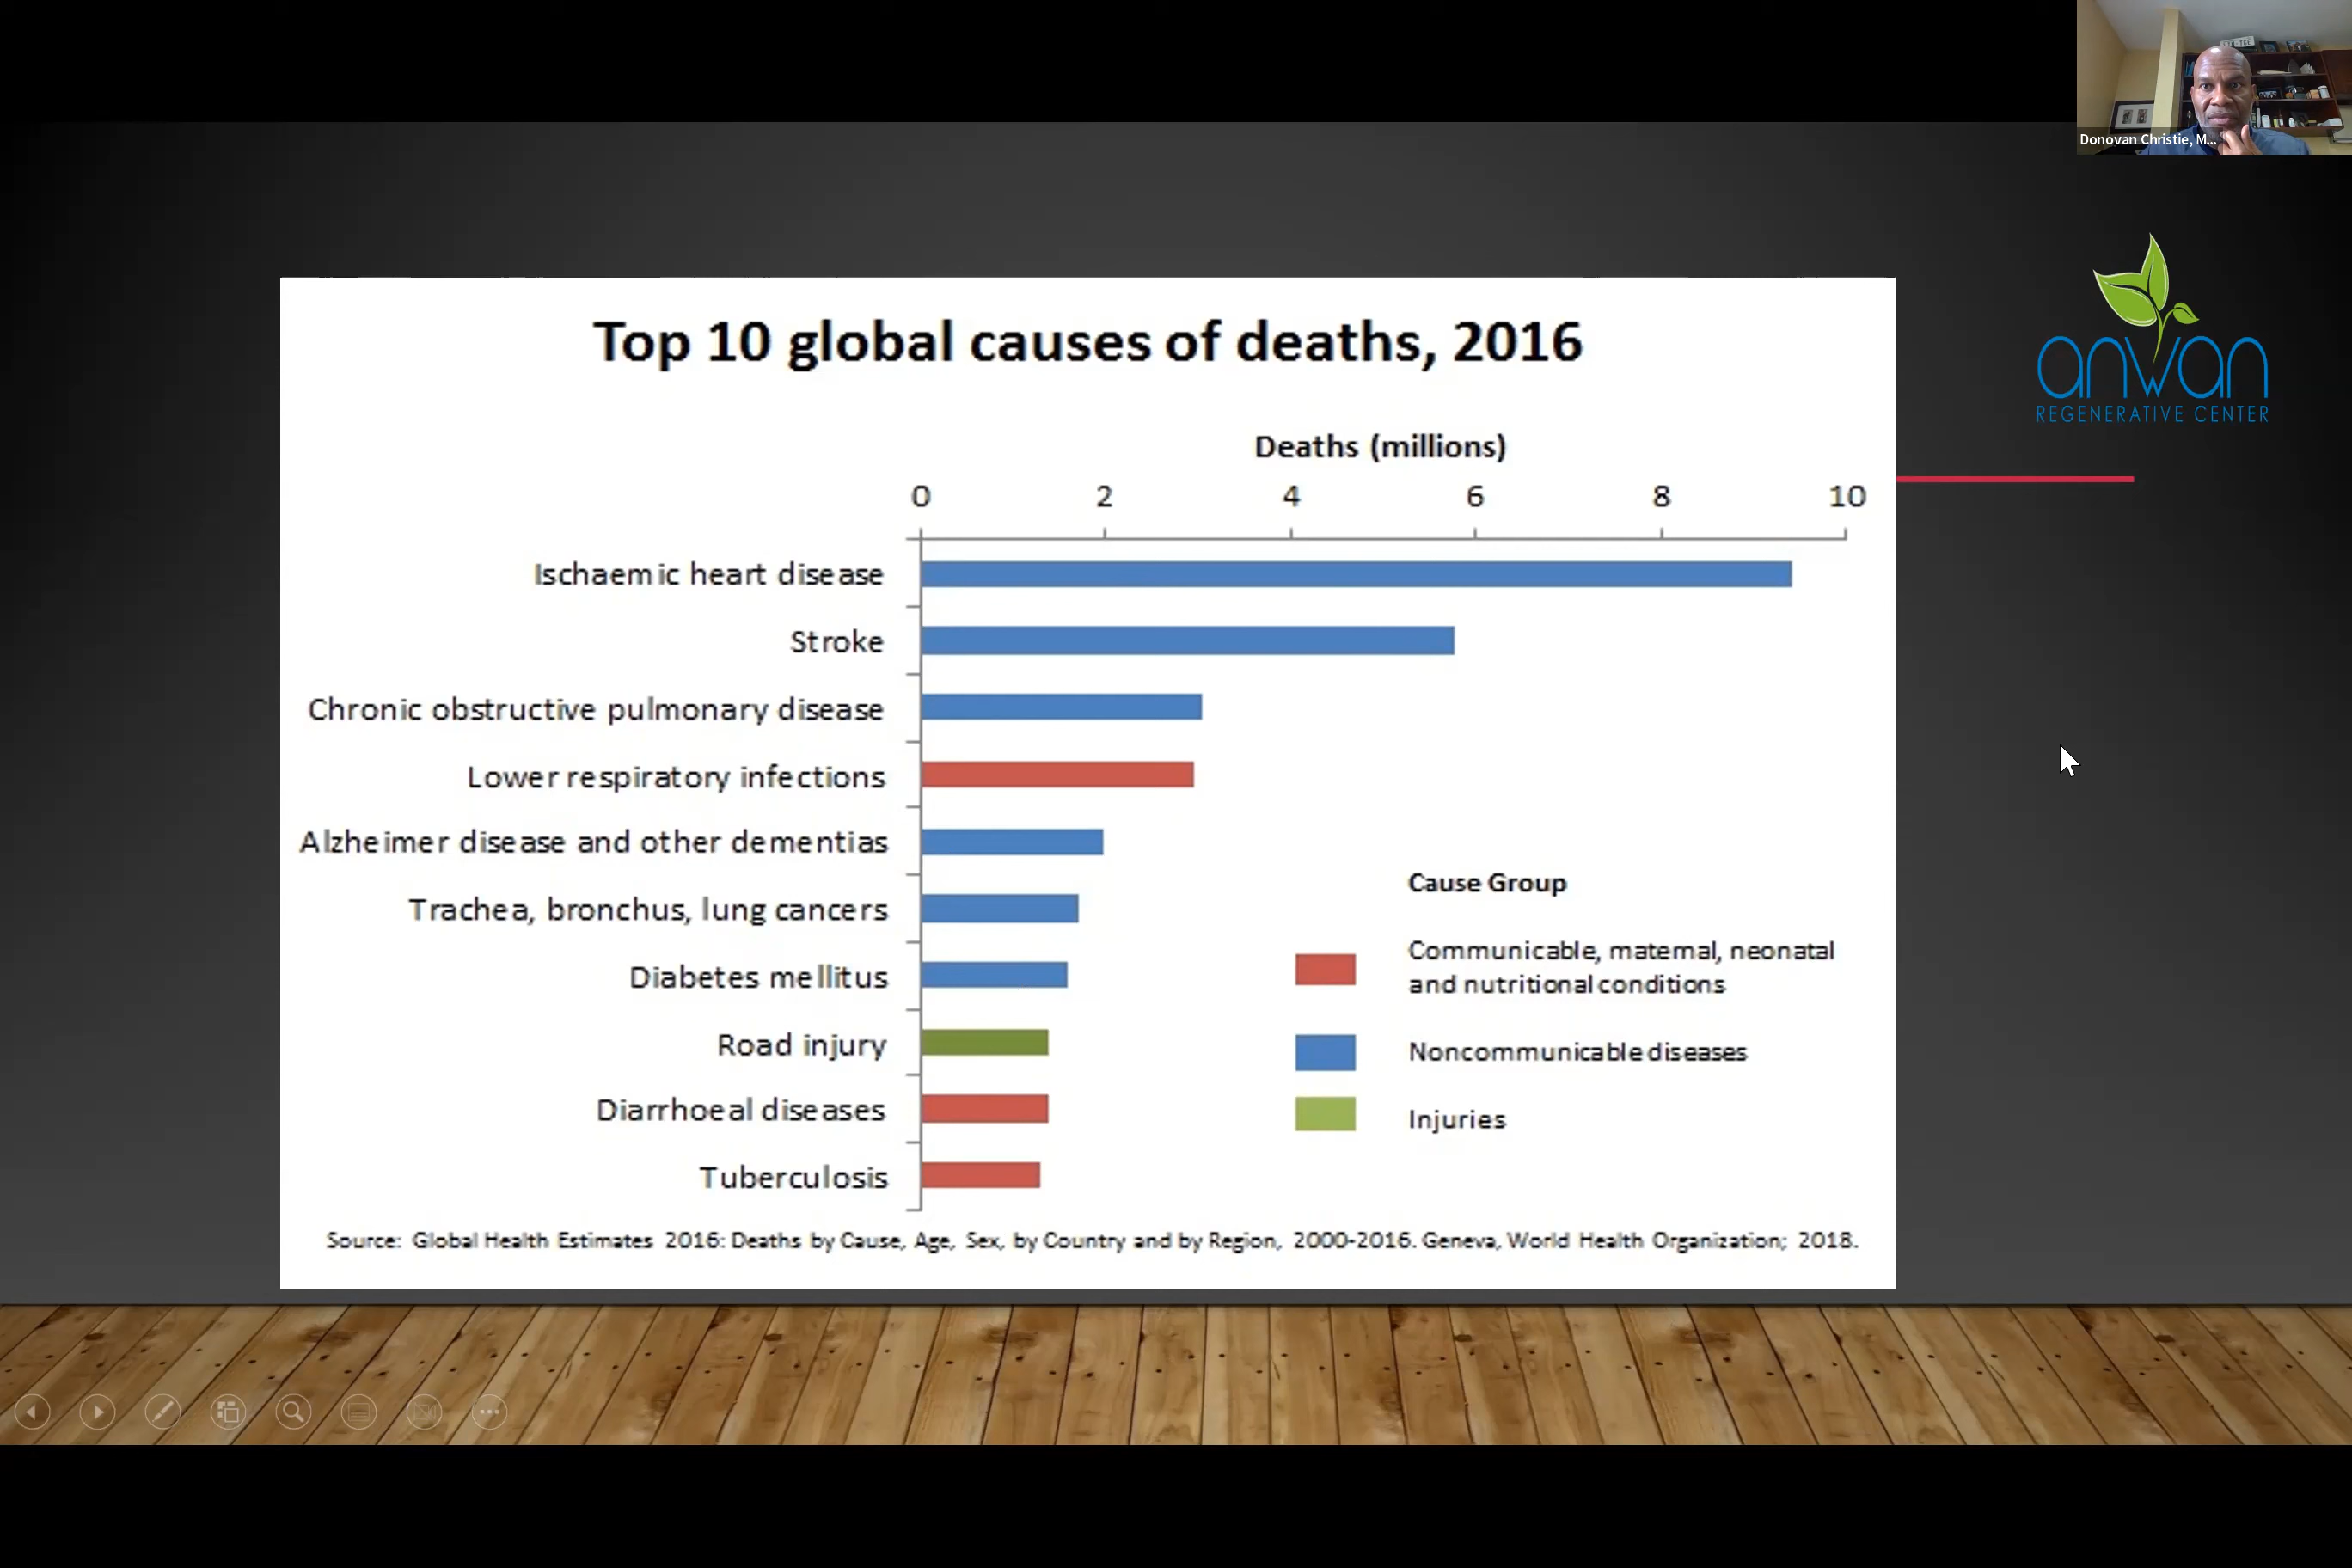 Donovan Christie, M...
anwan
REGENERATIVE CENTER
Top 10 global causes of deaths, 2016
Deaths (millions)
0 2 4 6 8 10
Ischaemic heart disease
Stroke
Chronic obstructive pulmonary disease
Lower respiratory infections
Alzheimer disease and other dementias
Trachea, bronchus, lung cancers
Diabetes mellitus
Road injury
Diarrhoeal diseases
Tuberculosis
Cause Group
Communicable, maternal, neonatal
and nutritional conditions
Noncommunicable diseases
Injuries
Source: Global Health Estimates 2016: Deaths by Cause, Age, Sex, by Country and by Region, 2000-2016. Geneva, World Health Organization; 2018.